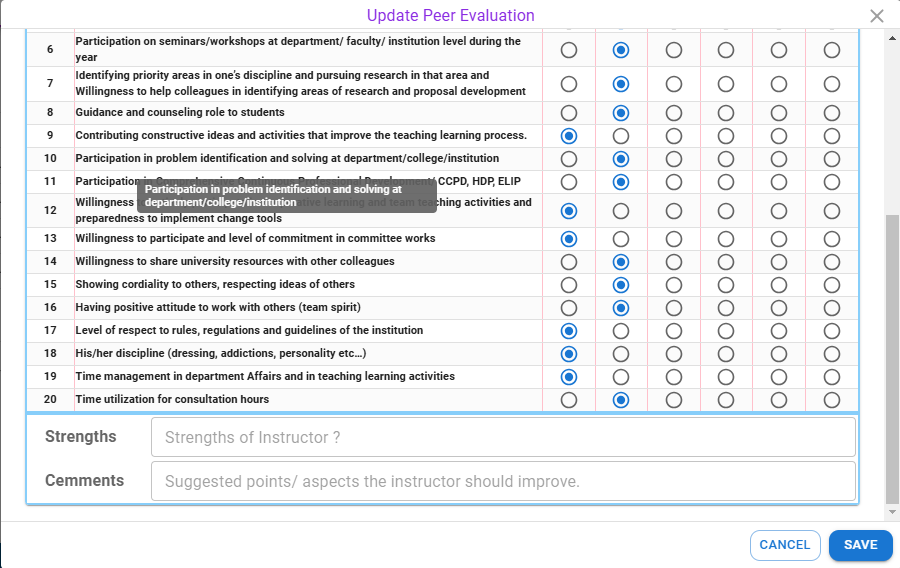 Update Peer Evaluation
6 Participation on seminars/workshops at department/ faculty/ institution level during the
year
7 Identifying priority areas in one's discipline and pursuing research in that area and
Willingness to help colleagues in identifying areas of research and proposal development
8 Guidance and counseling role to students
9 Contributing constructive ideas and activities that improve the teaching learning process.
10 Participation in problem identification and solving at department/college/institution
11 Participation in Comprehensive Continuous Professional Development/ CCPD, HDP, ELIP
Participation in problem identification and solving at
department/college/institution
12 Willingness learning and team teaching activities and
preparedness to implement change tools
13 Willingness to participate and level of commitment in committee works
14 Willingness to share university resources with other colleagues
15 Showing cordiality to others, respecting ideas of others
16 Having positive attitude to work with others (team spirit)
17 Level of respect to rules, regulations and guidelines of the institution
18 His/her discipline (dressing, addictions, personality etc…)
19 Time management in department Affairs and in teaching learning activities
20 Time utilization for consultation hours
Strengths Strengths of Instructor ?
Cemments Suggested points/ aspects the instructor should improve.
CANCEL SAVE